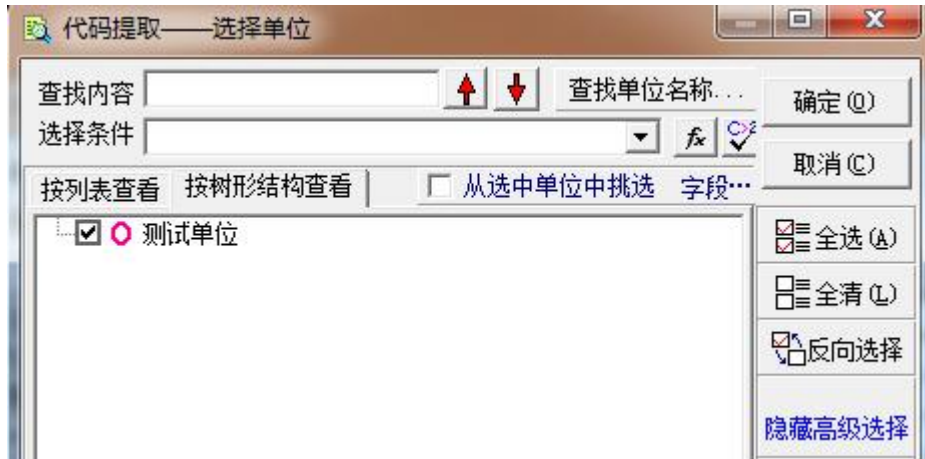 代码提取——选择单位
查找内容 查找单位名称... 确定(O)
选择条件 取消(C)
按列表查看 按树形结构查看 从选中单位中挑选 字段…
测试单位
全选(A)
全清(L)
反向选择
隐藏高级选择